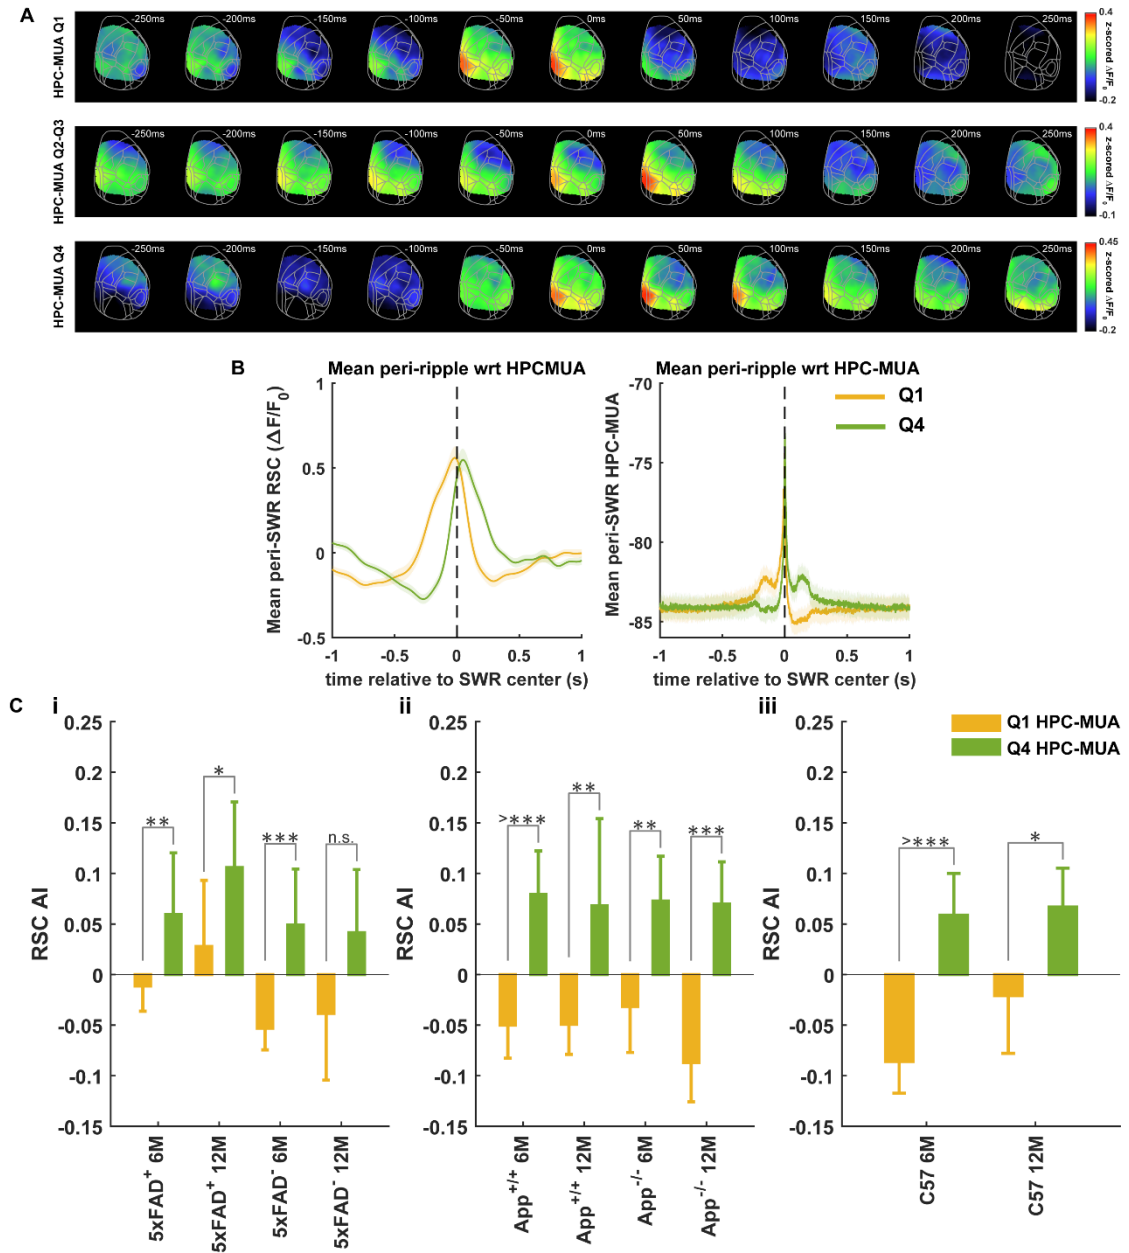 A
HPC-MUA Q1
-250ms -200ms -150ms -100ms -50ms 0ms 50ms 100ms 150ms 200ms 250ms
0.4
z-scored ΔF/F₀
-0.2
HPC-MUA Q2-Q3
-250ms -200ms -150ms -100ms -50ms 0ms 50ms 100ms 150ms 200ms 250ms
0.4
z-scored ΔF/F₀
-0.1
HPC-MUA Q4
-250ms -200ms -150ms -100ms -50ms 0ms 50ms 100ms 150ms 200ms 250ms
0.45
z-scored ΔF/F₀
-0.2
B
Mean peri-ripple wrt HPCMUA
Mean peri-SWR RSC (ΔF/F₀)
1
0.5
0
-0.5
-1 -0.5 0 0.5 1
time relative to SWR center (s)
Mean peri-ripple wrt HPC-MUA
Mean peri-SWR HPC-MUA
-70
-75
-80
-85
-1 -0.5 0 0.5 1
time relative to SWR center (s)
Q1
Q4
C
i
RSC AI
0.25
0.2
0.15
0.1
0.05
0
-0.05
-0.1
-0.15
**
*
***
n.s.
5xFAD⁺ 6M
5xFAD⁺ 12M
5xFAD⁻ 6M
5xFAD⁻ 12M
ii
RSC AI
0.25
0.2
0.15
0.1
0.05
0
-0.05
-0.1
-0.15
>***
**
**
***
App⁺/⁺ 6M
App⁺/⁺ 12M
App⁻/⁻ 6M
App⁻/⁻ 12M
iii
RSC AI
0.25
0.2
0.15
0.1
0.05
0
-0.05
-0.1
-0.15
>***
*
C57 6M
C57 12M
Q1 HPC-MUA
Q4 HPC-MUA